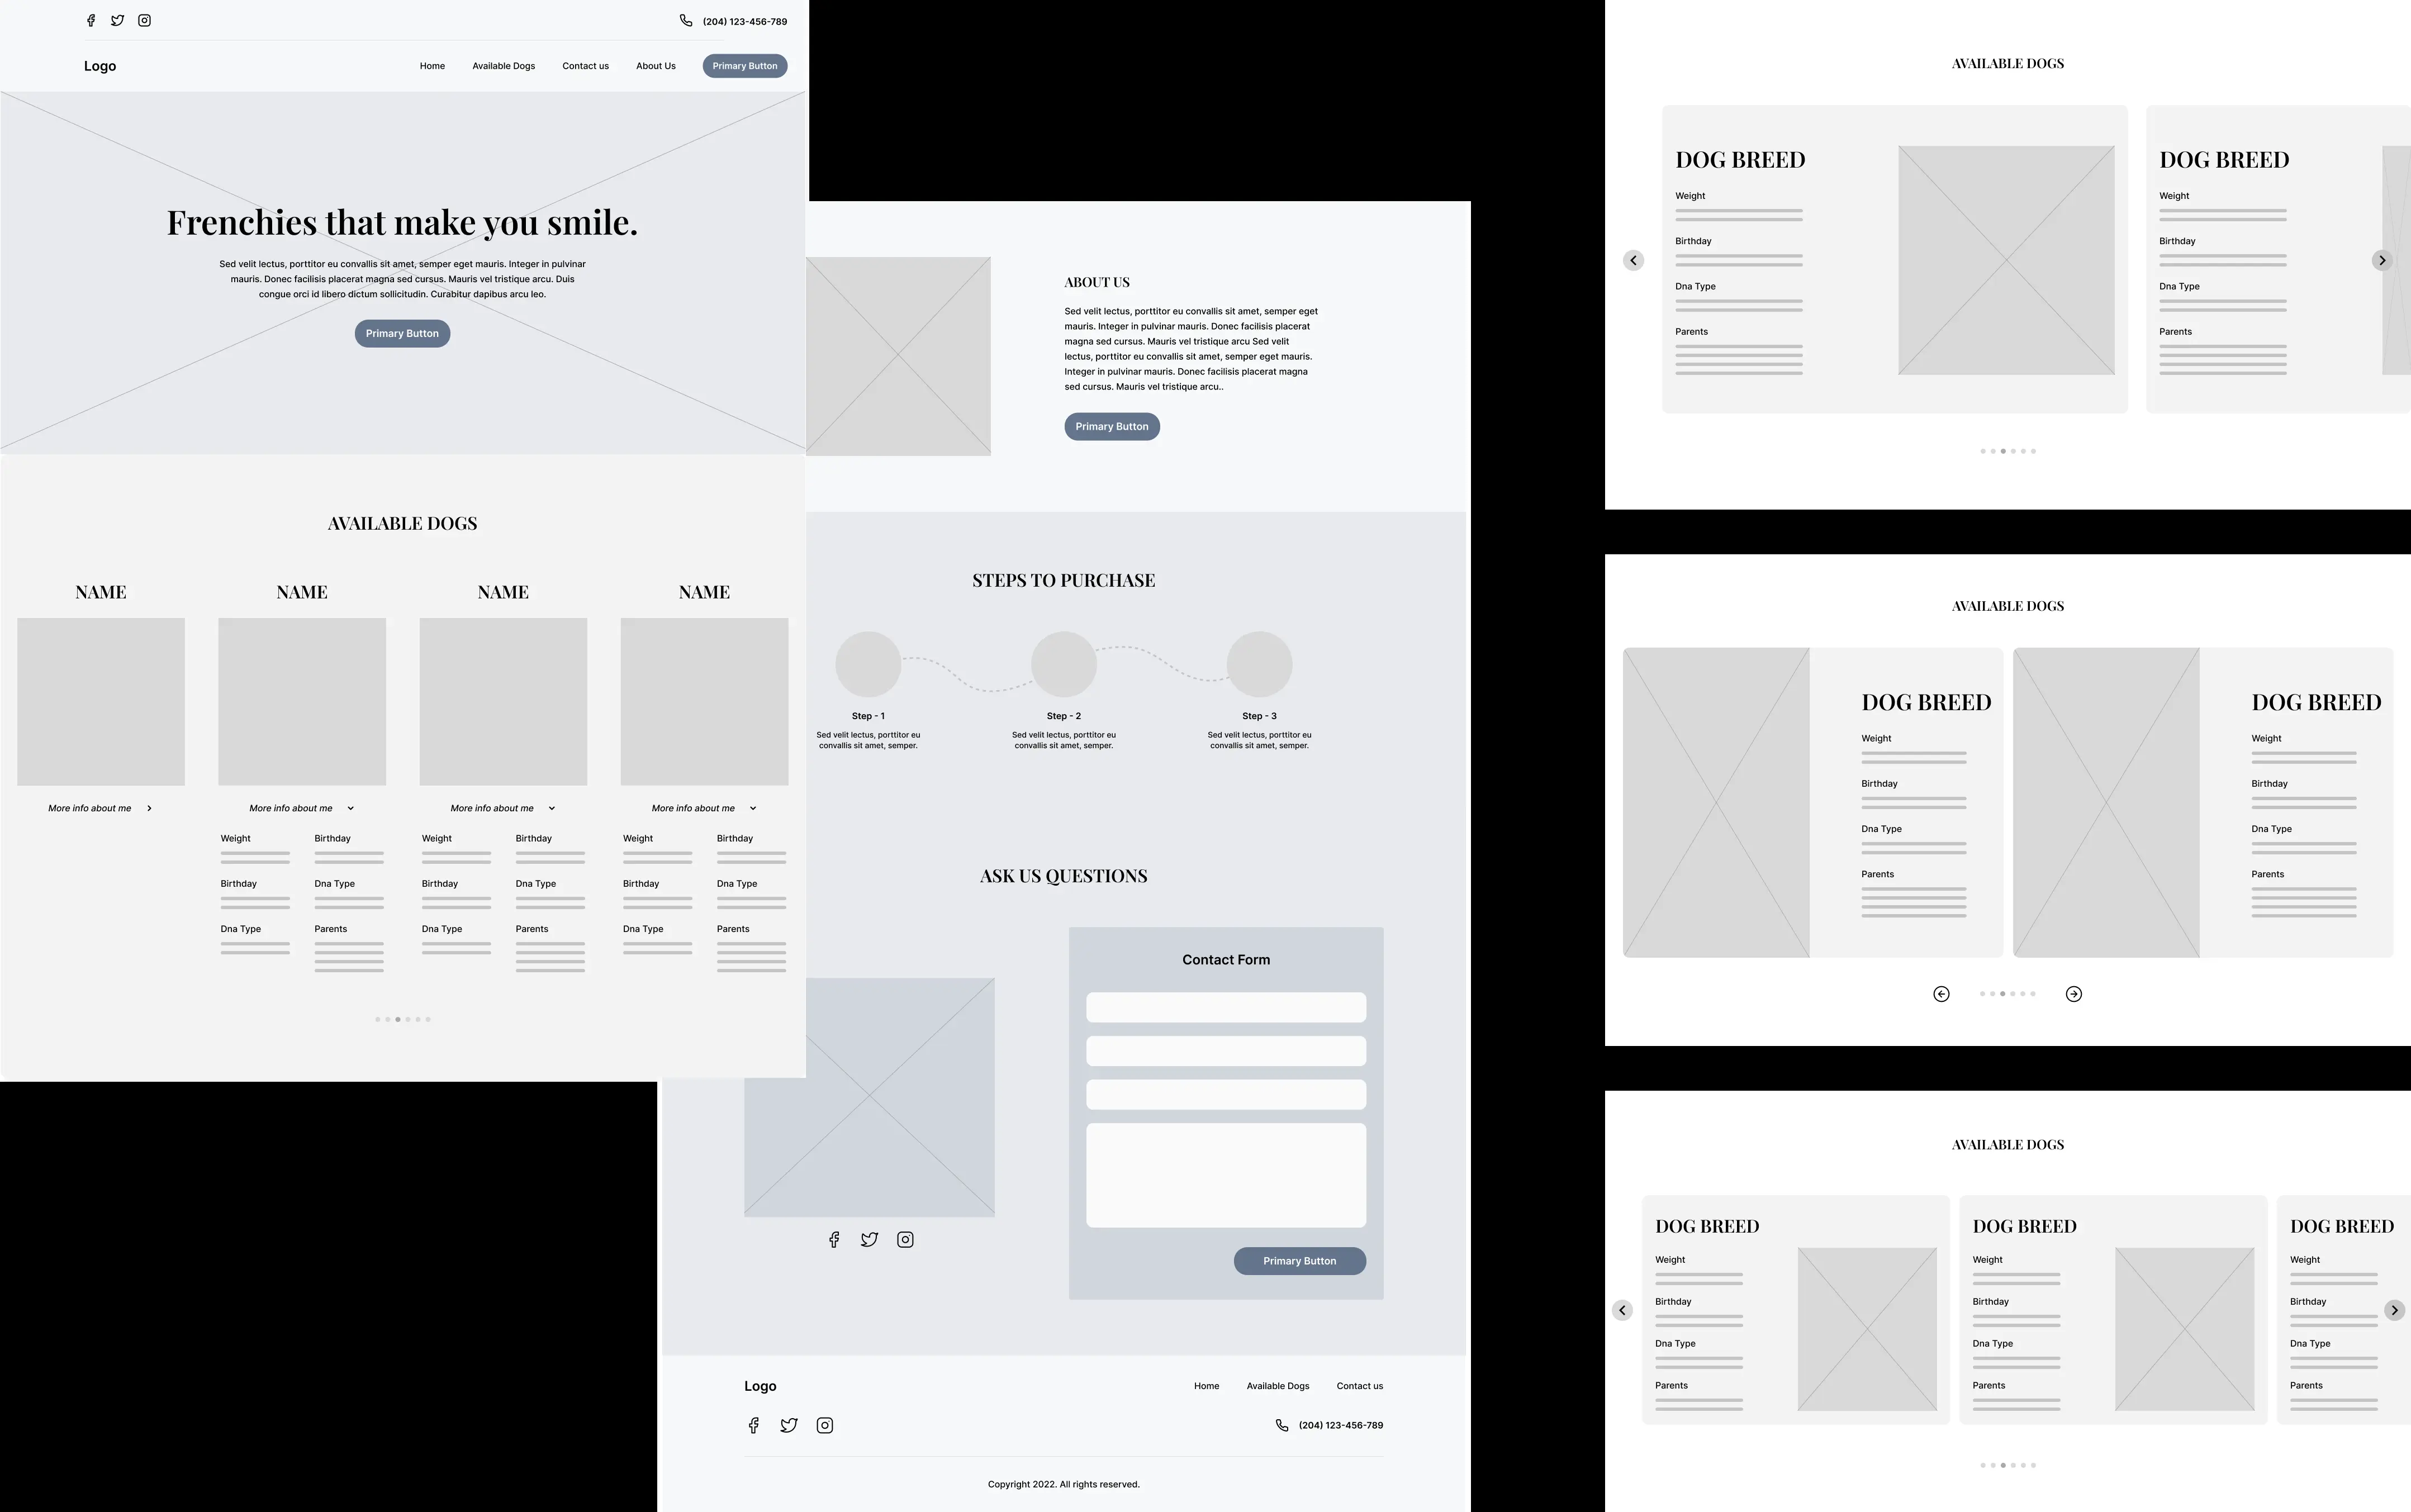 (204) 123-456-789
Logo
Home
Available Dogs
Contact us
About Us
Primary Button
Frenchies that make you smile.
Sed velit lectus, porttitor eu convallis sit amet, semper eget mauris. Integer in pulvinar
mauris. Donec facilisis placerat magna sed cursus. Mauris vel tristique arcu. Duis
congue orci id libero dictum sollicitudin. Curabitur dapibus arcu leo.
Primary Button
AVAILABLE DOGS
NAME
NAME
NAME
NAME
More info about me
More info about me
More info about me
More info about me
Weight
Birthday
Weight
Birthday
Weight
Birthday
Birthday
Dna Type
Birthday
Dna Type
Birthday
Dna Type
Dna Type
Parents
Dna Type
Parents
Dna Type
Parents
ABOUT US
Sed velit lectus, porttitor eu convallis sit amet, semper eget
mauris. Integer in pulvinar mauris. Donec facilisis placerat
magna sed cursus. Mauris vel tristique arcu Sed velit
lectus, porttitor eu convallis sit amet, semper eget mauris.
Integer in pulvinar mauris. Donec facilisis placerat magna
sed cursus. Mauris vel tristique arcu..
Primary Button
STEPS TO PURCHASE
Step - 1
Sed velit lectus, porttitor eu
convallis sit amet, semper.
Step - 2
Sed velit lectus, porttitor eu
convallis sit amet, semper.
Step - 3
Sed velit lectus, porttitor eu
convallis sit amet, semper.
ASK US QUESTIONS
Contact Form
Primary Button
Logo
Home
Available Dogs
Contact us
(204) 123-456-789
Copyright 2022. All rights reserved.
AVAILABLE DOGS
DOG BREED
Weight
Birthday
Dna Type
Parents
DOG BREED
Weight
Birthday
Dna Type
Parents
AVAILABLE DOGS
DOG BREED
Weight
Birthday
Dna Type
Parents
DOG BREED
Weight
Birthday
Dna Type
Parents
AVAILABLE DOGS
DOG BREED
Weight
Birthday
Dna Type
Parents
DOG BREED
Weight
Birthday
Dna Type
Parents
DOG BREED
Weight
Birthday
Dna Type
Parents